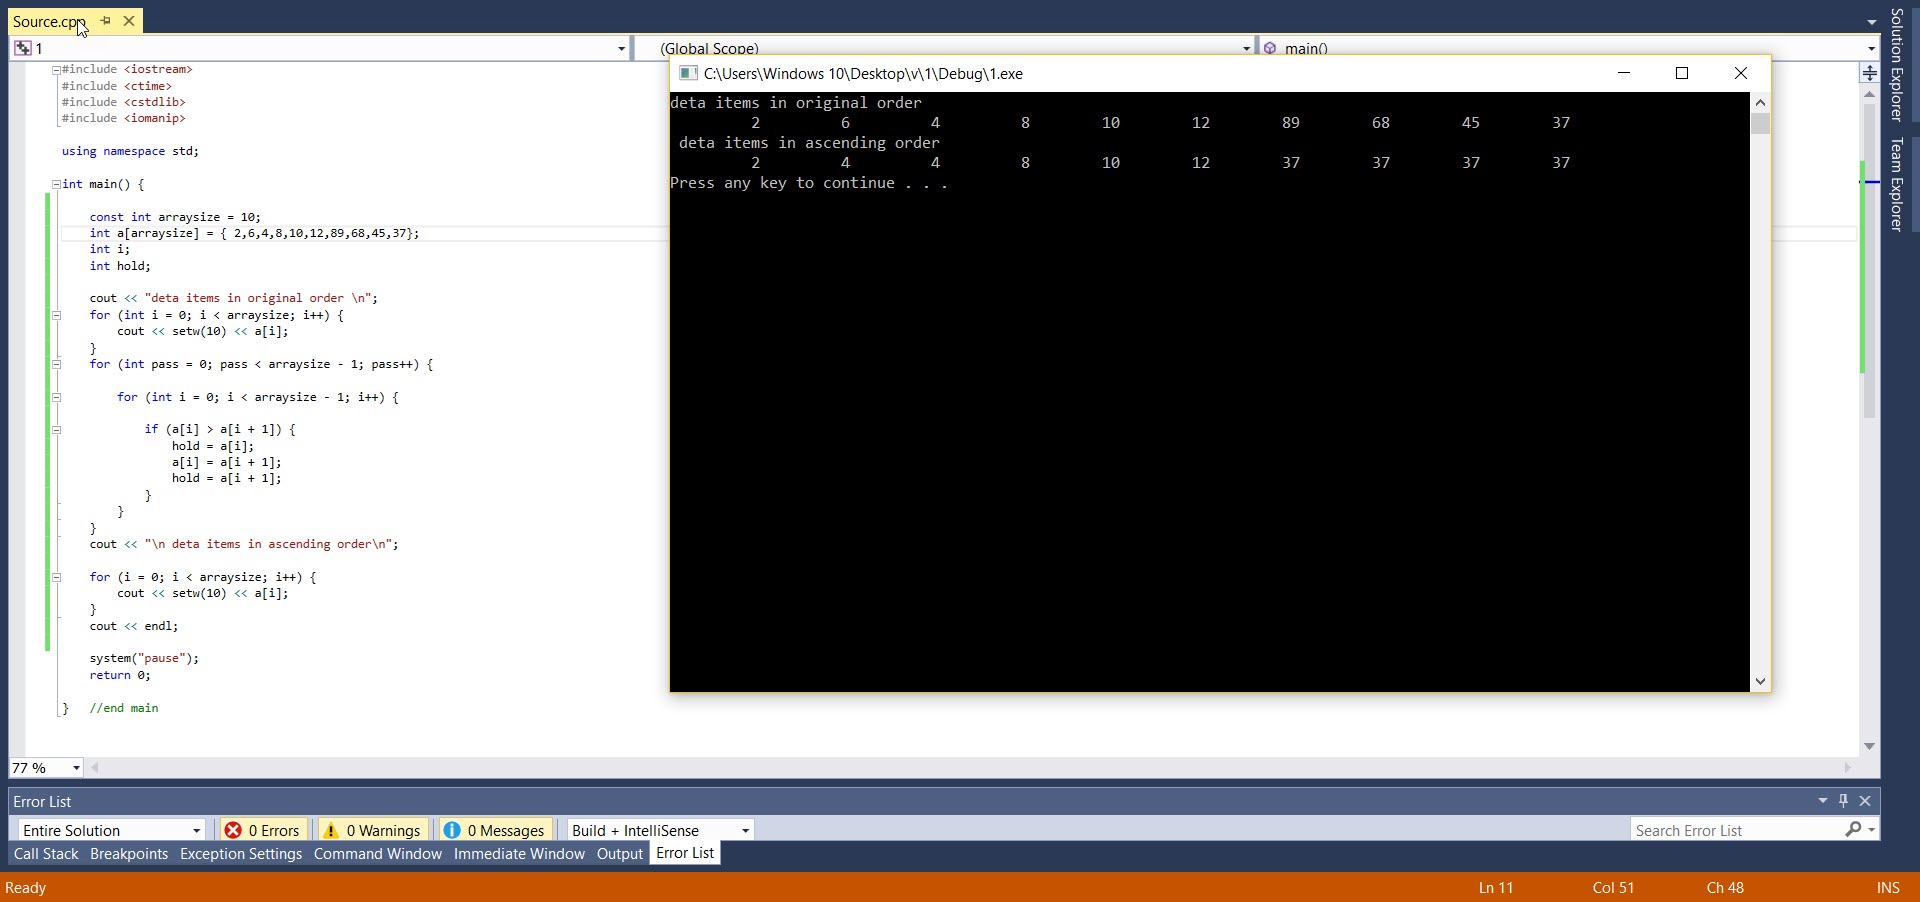 Source.cpp
1
(Global Scope)
main()
#include <iostream>
#include <ctime>
#include <cstdlib>
#include <iomanip>
using namespace std;
int main() {
const int arraysize = 10;
int a[arraysize] = { 2,6,4,8,10,12,89,68,45,37};
int i;
int hold;
cout << "deta items in original order \n";
for (int i = 0; i < arraysize; i++) {
cout << setw(10) << a[i];
}
for (int pass = 0; pass < arraysize - 1; pass++) {
for (int i = 0; i < arraysize - 1; i++) {
if (a[i] > a[i + 1]) {
hold = a[i];
a[i] = a[i + 1];
hold = a[i + 1];
}
}
}
cout << "\n deta items in ascending order\n";
for (i = 0; i < arraysize; i++) {
cout << setw(10) << a[i];
}
cout << endl;
system("pause");
return 0;
} //end main
C:\Users\Windows 10\Desktop\v\1\Debug\1.exe
deta items in original order
2 6 4 8 10 12 89 68 45 37
deta items in ascending order
2 4 4 8 10 12 37 37 37 37
Press any key to continue . . .
Solution Explorer
Team Explorer
77 %
Error List
Entire Solution
0 Errors
0 Warnings
0 Messages
Build + IntelliSense
Search Error List
Call Stack Breakpoints Exception Settings Command Window Immediate Window Output Error List
Ready
Ln 11
Col 51
Ch 48
INS